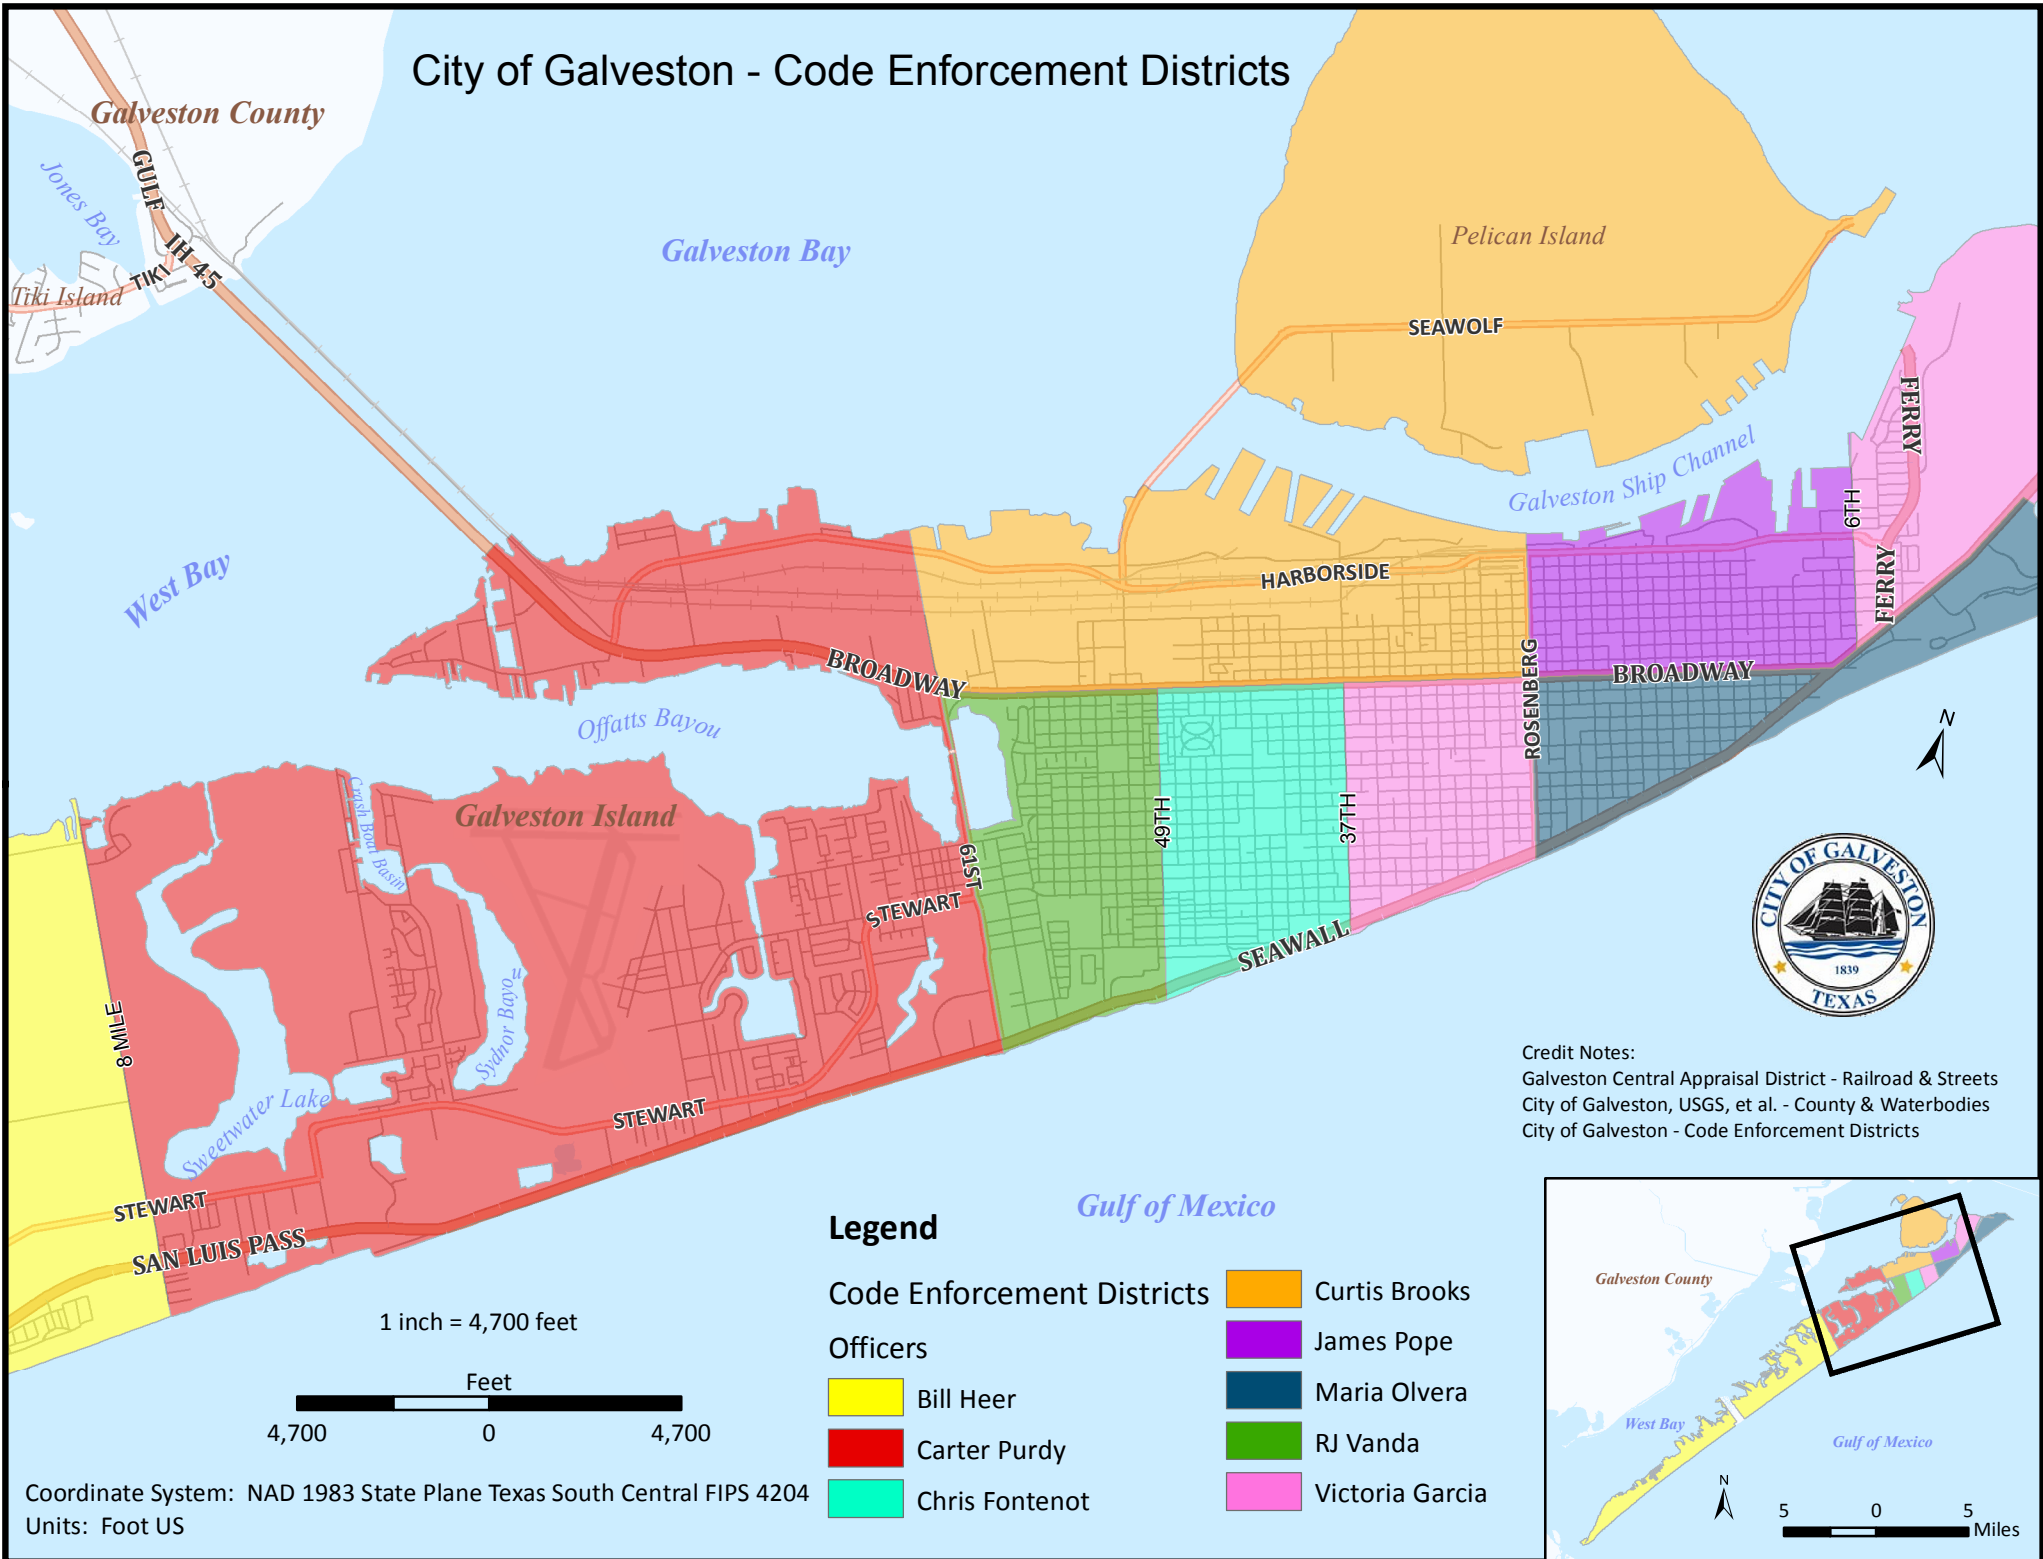 City of Galveston - Code Enforcement Districts
Galveston County
Jones Bay
GULF
IH 45
TIKI
Tiki Island
Galveston Bay
Pelican Island
SEAWOLF
FERRY
Galveston Ship Channel
6TH
FERRY
West Bay
HARBORSIDE
BROADWAY
ROSENBERG
BROADWAY
Offatts Bayou
N
Crash Boat Basin
Galveston Island
61ST
49TH
37TH
STEWART
SEAWALL
8 MILE
Sydnor Bayou
Sweetwater Lake
STEWART
STEWART
SAN LUIS PASS
CITY OF GALVESTON
1839
TEXAS
Credit Notes:
Galveston Central Appraisal District - Railroad & Streets
City of Galveston, USGS, et al. - County & Waterbodies
City of Galveston - Code Enforcement Districts
Gulf of Mexico
Legend
Code Enforcement Districts
Officers
Bill Heer
Carter Purdy
Chris Fontenot
Curtis Brooks
James Pope
Maria Olvera
RJ Vanda
Victoria Garcia
1 inch = 4,700 feet
Feet
4,700 0 4,700
Coordinate System: NAD 1983 State Plane Texas South Central FIPS 4204
Units: Foot US
Galveston County
West Bay
Gulf of Mexico
N
5 0 5
Miles